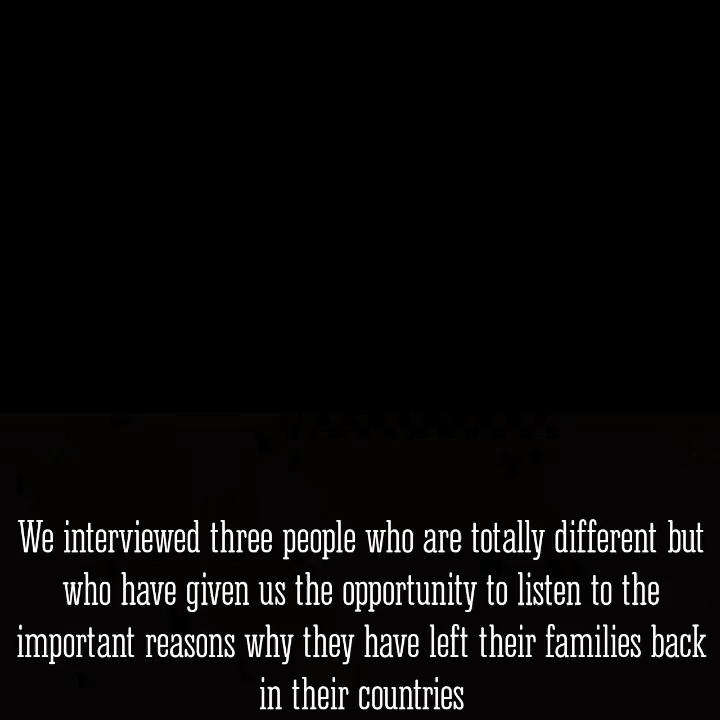 We interviewed three people who are totally different but
who have given us the opportunity to listen to the
important reasons why they have left their families back
in their countries